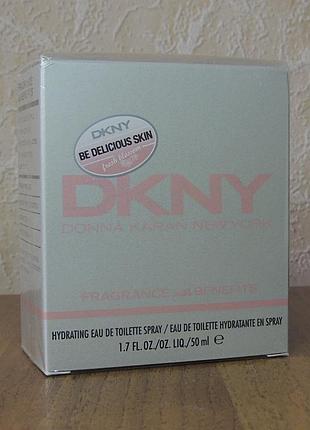 DKNY
BE DELICIOUS SKIN
fresh blossom
DKNY
DONNA KARAN NEW YORK
FRAGRANCE with BENEFITS
HYDRATING EAU DE TOILETTE SPRAY / EAU DE TOILETTE HYDRATANTE EN SPRAY
1.7 FL.OZ./OZ. LIQ./50 ml ℮